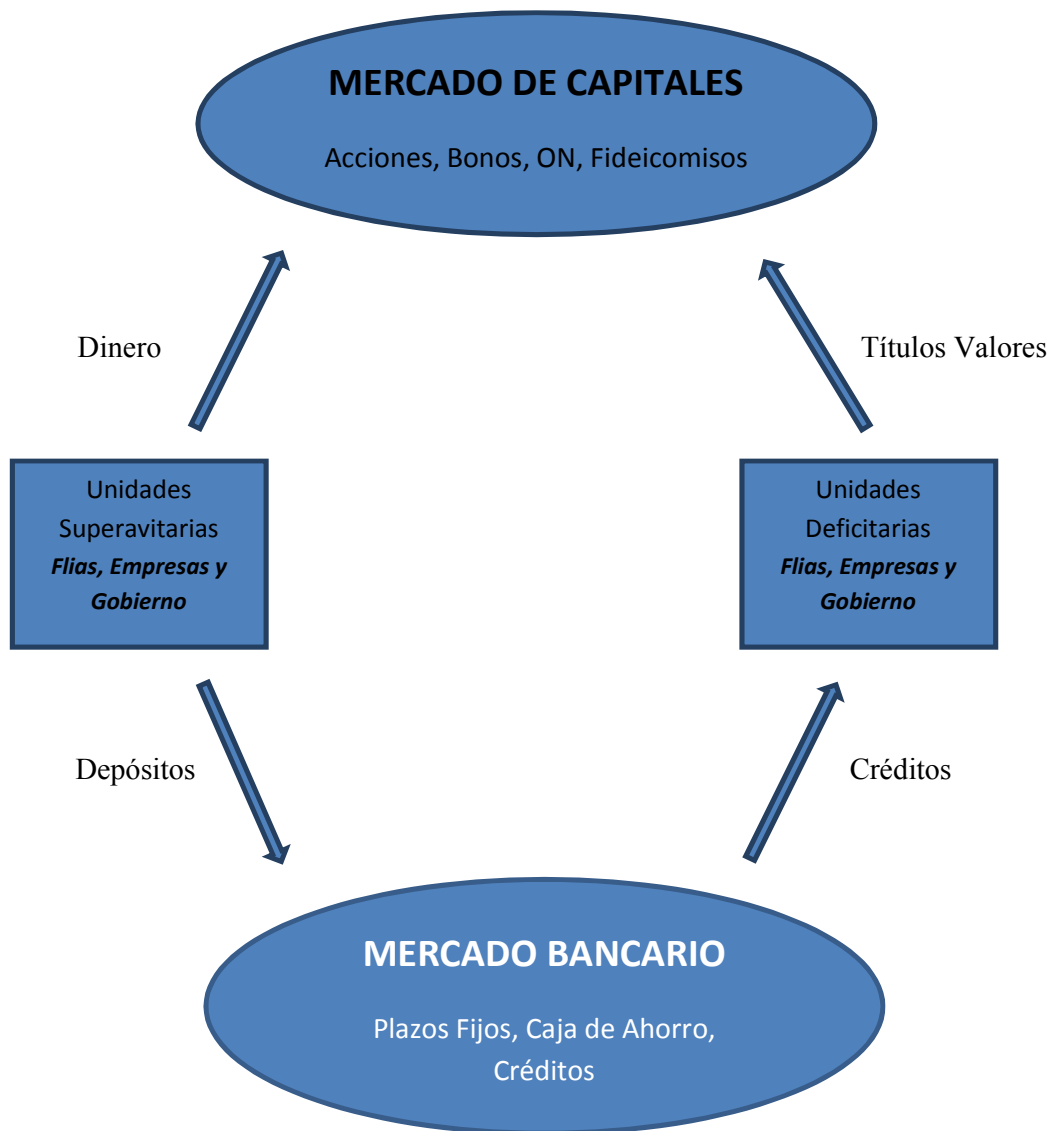 MERCADO DE CAPITALES
Acciones, Bonos, ON, Fideicomisos
Dinero
Títulos Valores
Unidades
Superavitarias
Flias, Empresas y
Gobierno
Unidades
Deficitarias
Flias, Empresas y
Gobierno
Depósitos
Créditos
MERCADO BANCARIO
Plazos Fijos, Caja de Ahorro,
Créditos